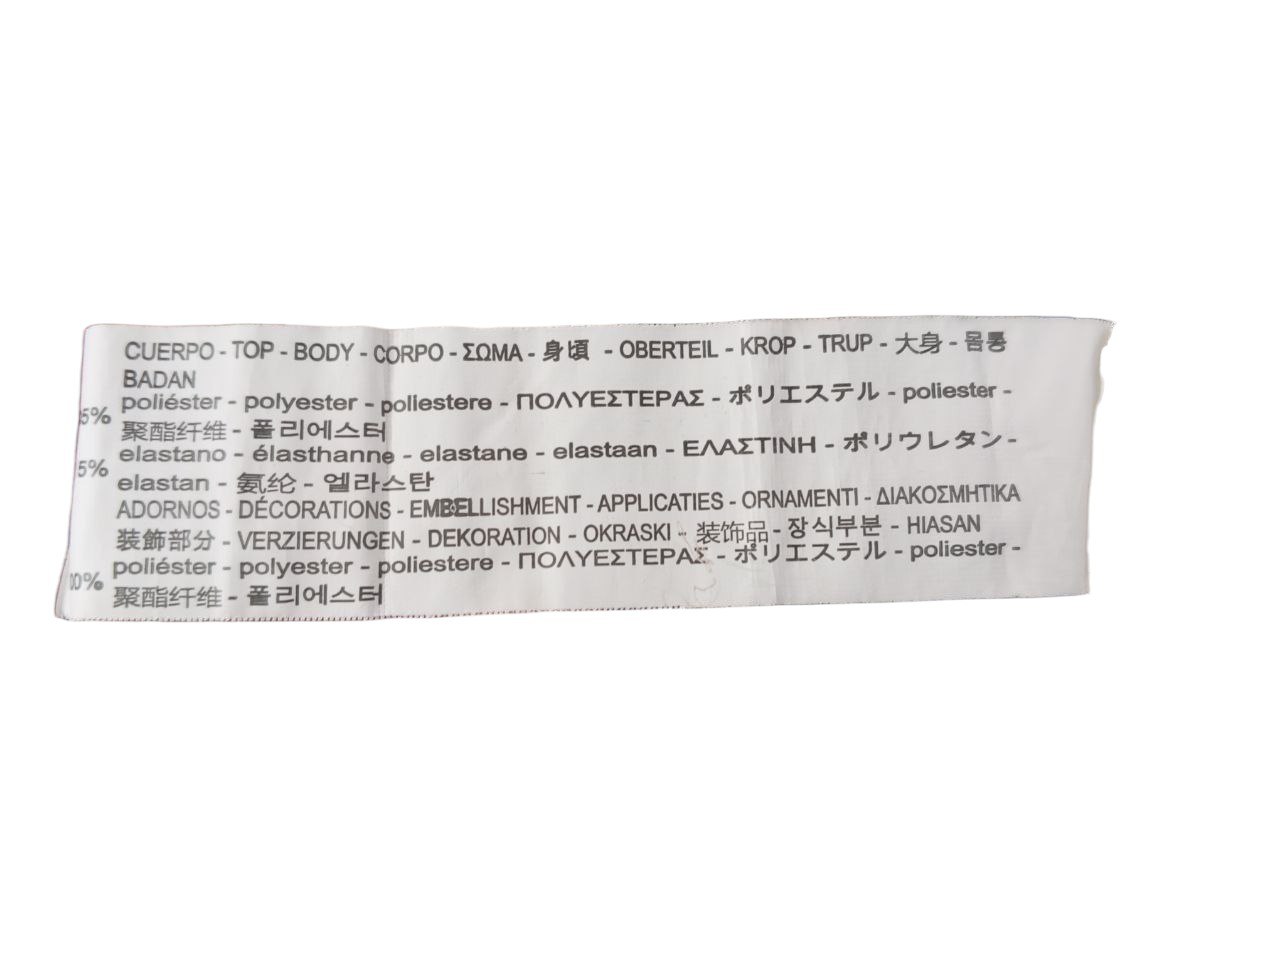 CUERPO - TOP - BODY - CORPO - ΣΩΜΑ - 身頃 - OBERTEIL - KROP - TRUP - 大身 - 몸통
BADAN
5% poliéster - polyester - poliestere - ΠΟΛΥΕΣΤΕΡΑΣ - ポリエステル - poliester -
聚酯纤维 - 폴리에스터
5% elastano - élasthanne - elastane - elastaan - ΕΛΑΣΤΙΝΗ - ポリウレタン -
elastan - 氨纶 - 엘라스탄
ADORNOS - DÉCORATIONS - EMBELLISHMENT - APPLICATIES - ORNAMENTI - ΔΙΑΚΟΣΜΗΤΙΚΑ
装飾部分 - VERZIERUNGEN - DEKORATION - OKRASKI - 装饰品 - 장식부분 - HIASAN
00% poliéster - polyester - poliestere - ΠΟΛΥΕΣΤΕΡΑΣ - ポリエステル - poliester -
聚酯纤维 - 폴리에스터